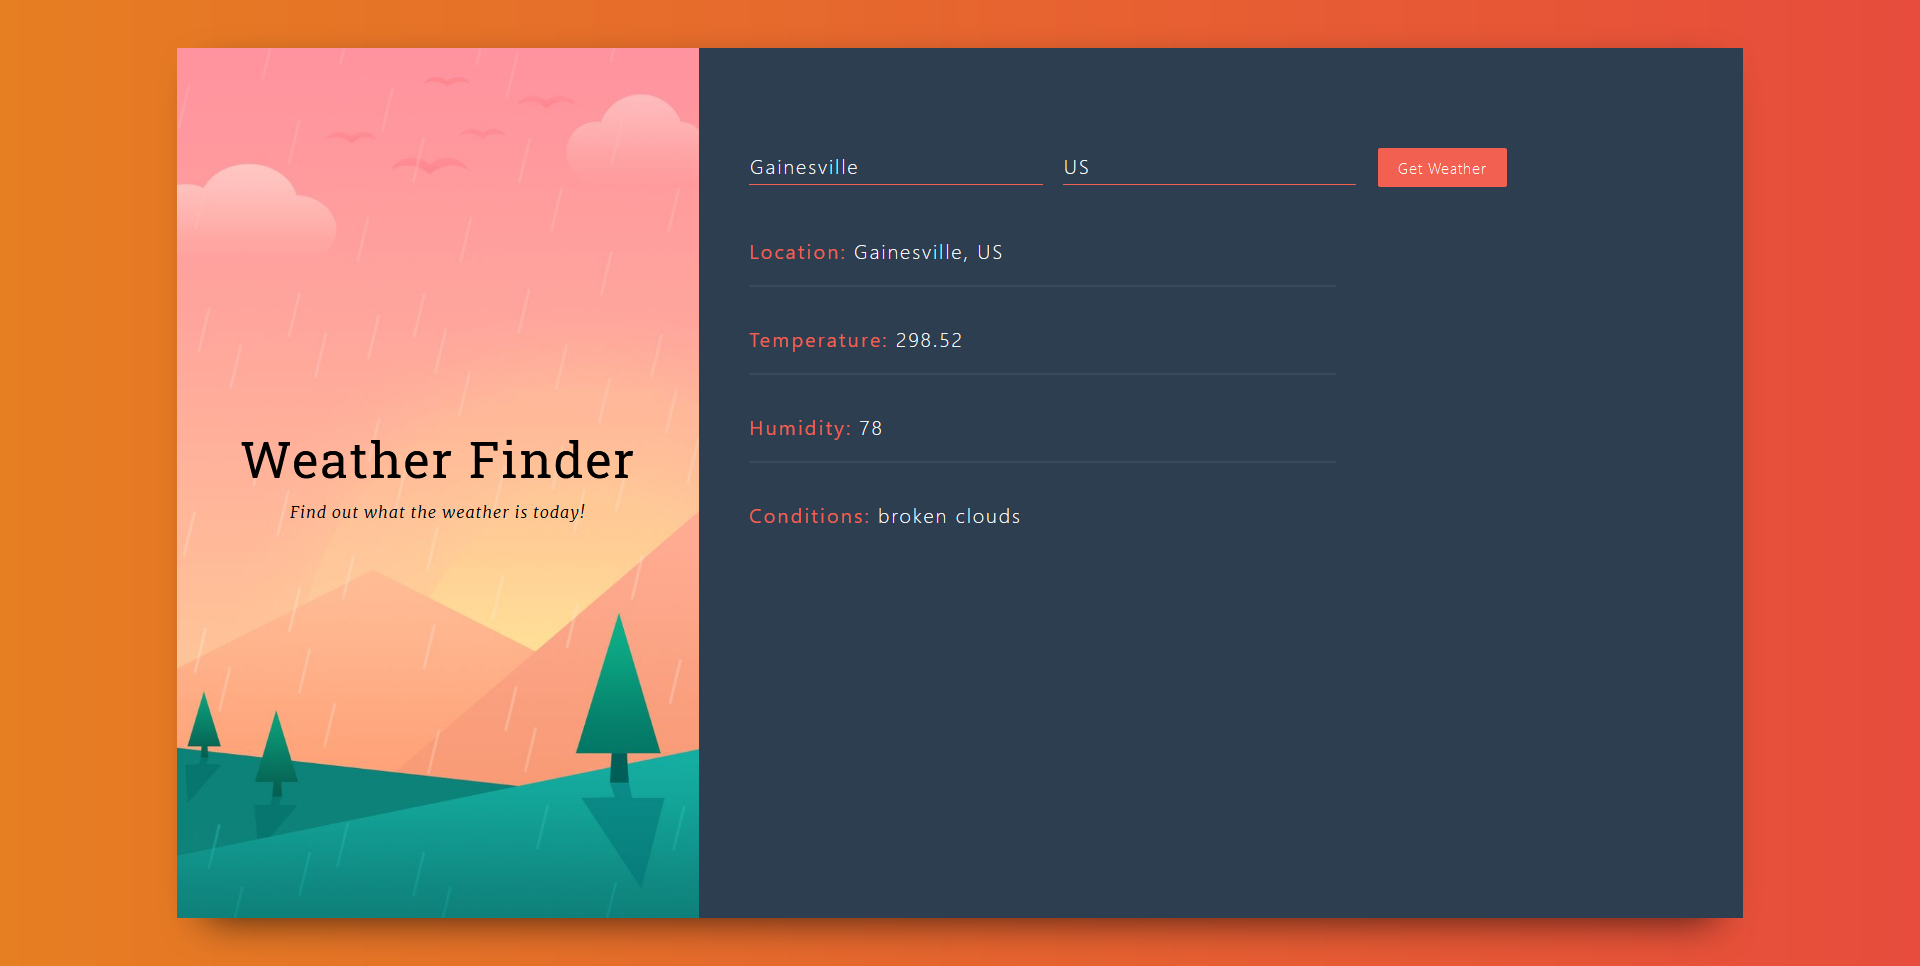 Weather Finder
Find out what the weather is today!
Gainesville US Get Weather
Location: Gainesville, US
Temperature: 298.52
Humidity: 78
Conditions: broken clouds